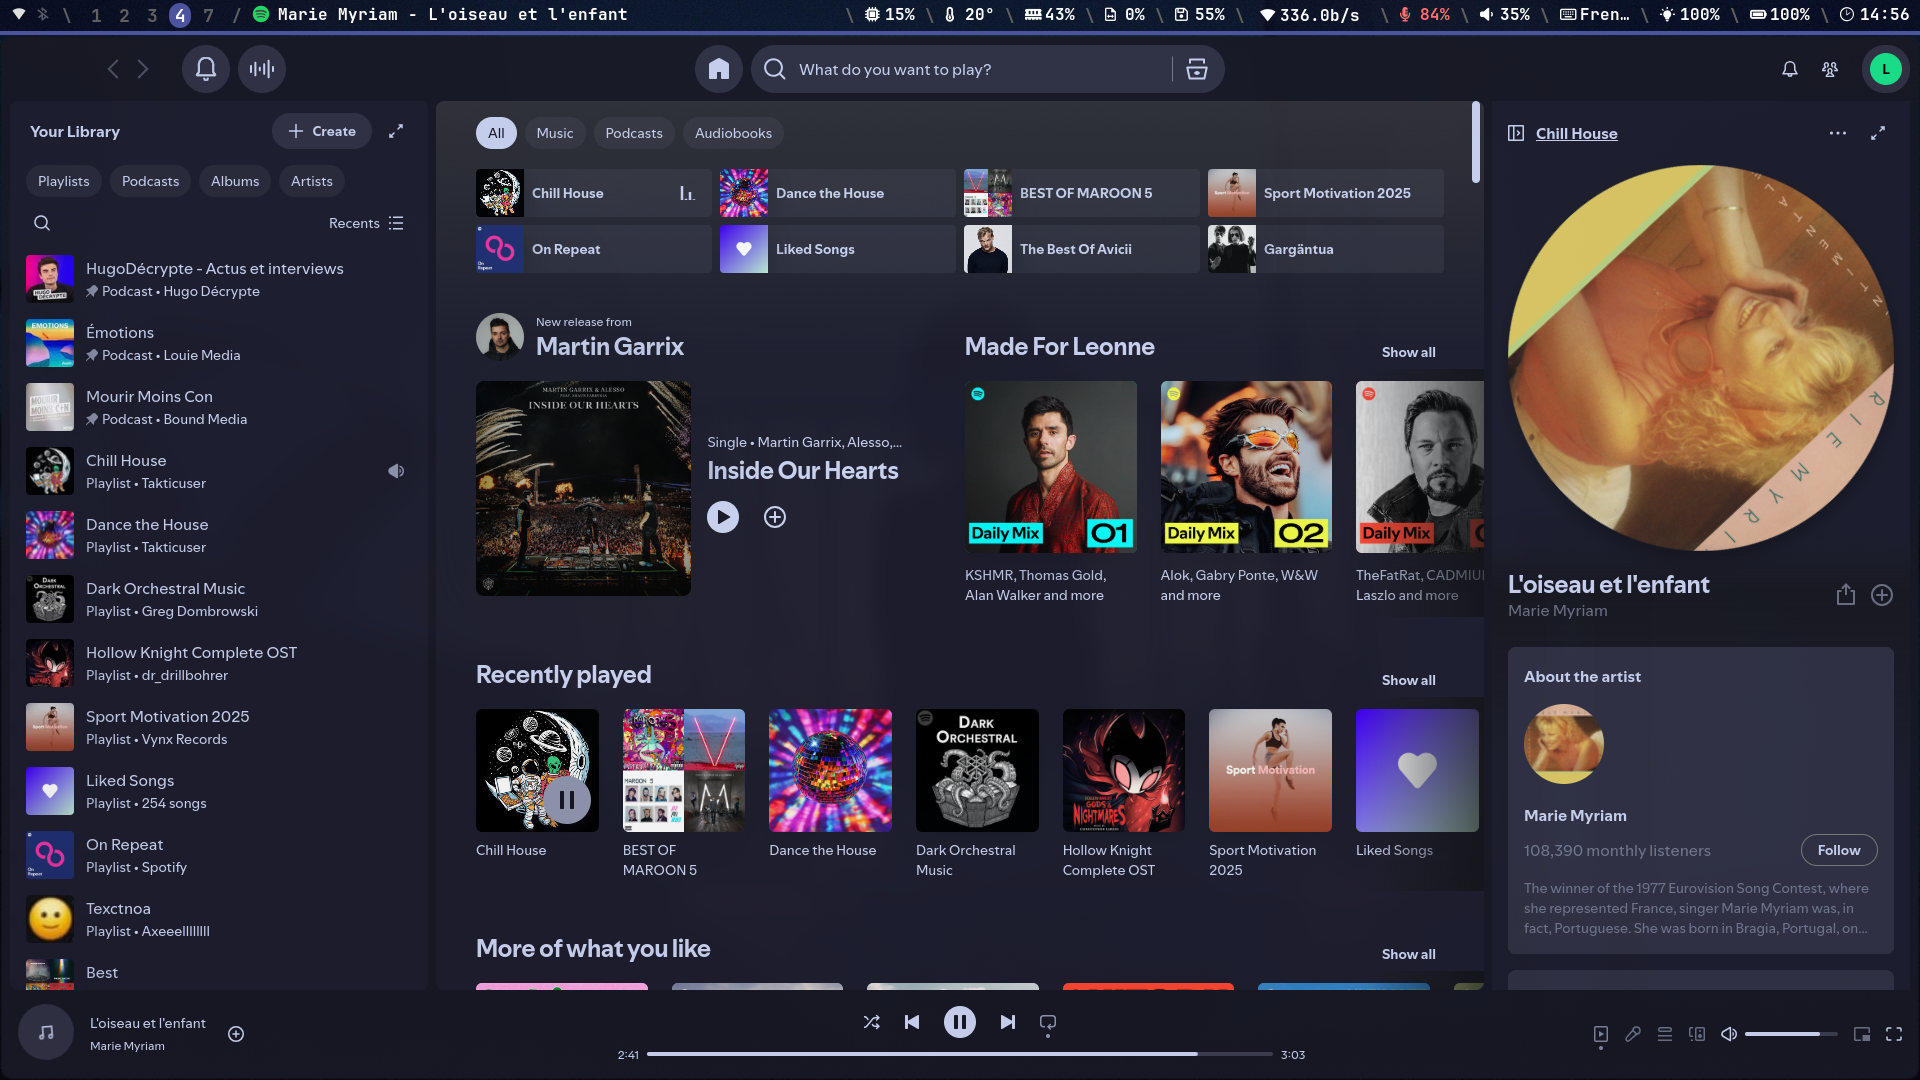 1 2 3 4 7 / Marie Myriam - L'oiseau et l'enfant
\ 15% \ 20° \ 43% \ 0% \ 55% \ 336.0b/s \ 84% \ 35% \ Fren… \ 100% \ 100% \ 14:56
What do you want to play?
L
Your Library
Create
Playlists
Podcasts
Albums
Artists
Recents
HugoDécrypte - Actus et interviews
Podcast • Hugo Décrypte
Émotions
Podcast • Louie Media
Mourir Moins Con
Podcast • Bound Media
Chill House
Playlist • Takticuser
Dance the House
Playlist • Takticuser
Dark Orchestral Music
Playlist • Greg Dombrowski
Hollow Knight Complete OST
Playlist • dr_drillbohrer
Sport Motivation 2025
Playlist • Vynx Records
Liked Songs
Playlist • 254 songs
On Repeat
Playlist • Spotify
Texctnoa
Playlist • Axeeellllllll
Best
All
Music
Podcasts
Audiobooks
Chill House
Dance the House
BEST OF MAROON 5
Sport Motivation 2025
On Repeat
Liked Songs
The Best Of Avicii
Gargäntua
New release from
Martin Garrix
MARTIN GARRIX & ALESSO
INSIDE OUR HEARTS
Single • Martin Garrix, Alesso,...
Inside Our Hearts
Made For Leonne
Show all
Daily Mix 01
KSHMR, Thomas Gold,
Alan Walker and more
Daily Mix 02
Alok, Gabry Ponte, W&W
and more
Daily Mix
TheFatRat, CADMIU
Laszlo and more
Recently played
Show all
Chill House
MAROON 5
BEST OF
MAROON 5
Dance the House
DARK
ORCHESTRAL
Dark Orchestral
Music
GODS &
NIGHTMARES
Hollow Knight
Complete OST
Sport Motivation
Sport Motivation
2025
Liked Songs
More of what you like
Show all
Chill House
L'oiseau et l'enfant
Marie Myriam
About the artist
Marie Myriam
108,390 monthly listeners
Follow
The winner of the 1977 Eurovision Song Contest, where
she represented France, singer Marie Myriam was, in
fact, Portuguese. She was born in Bragia, Portugal, on...
L'oiseau et l'enfant
Marie Myriam
2:41
3:03